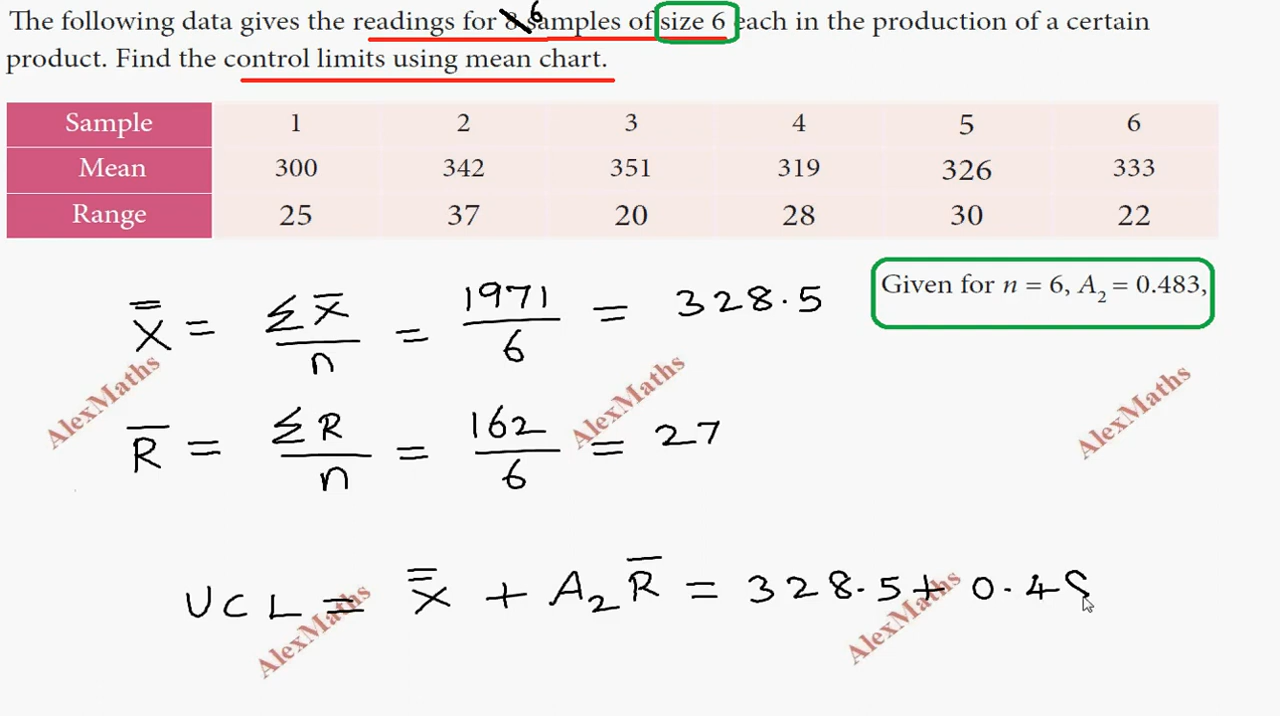 The following data gives the readings for 8 6 samples of size 6 each in the production of a certain
product. Find the control limits using mean chart.
Sample 1 2 3 4 5 6
Mean 300 342 351 319 326 333
Range 25 37 20 28 30 22
Given for n = 6, A₂ = 0.483,
X̿ = ΣX̄/n = 1971/6 = 328.5
AlexMaths AlexMaths AlexMaths
R̄ = ΣR/n = 162/6 = 27
UCL = X̿ + A₂R̄ = 328.5 + 0.48
AlexMaths AlexMaths